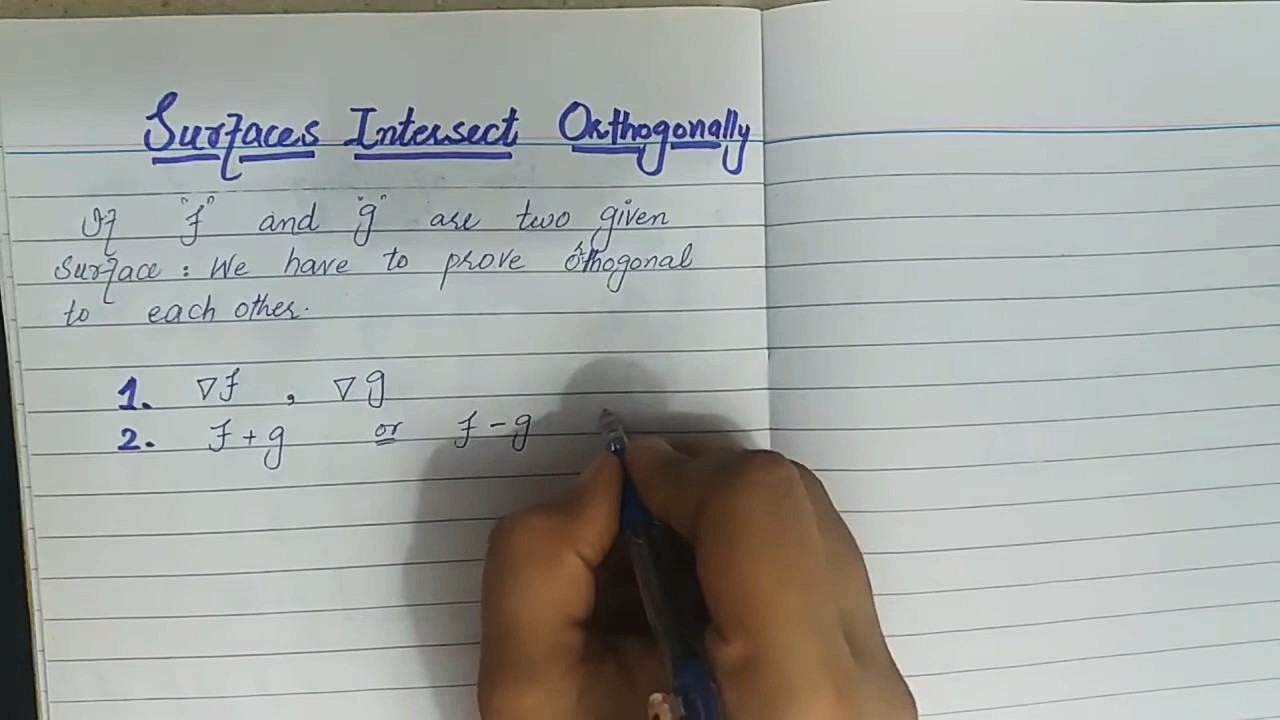 Surfaces Intersect Orthogonally
If "f" and "g" are two given
surface : We have to prove orthogonal
to each other.
1. ∇f , ∇g
2. f + g or f - g